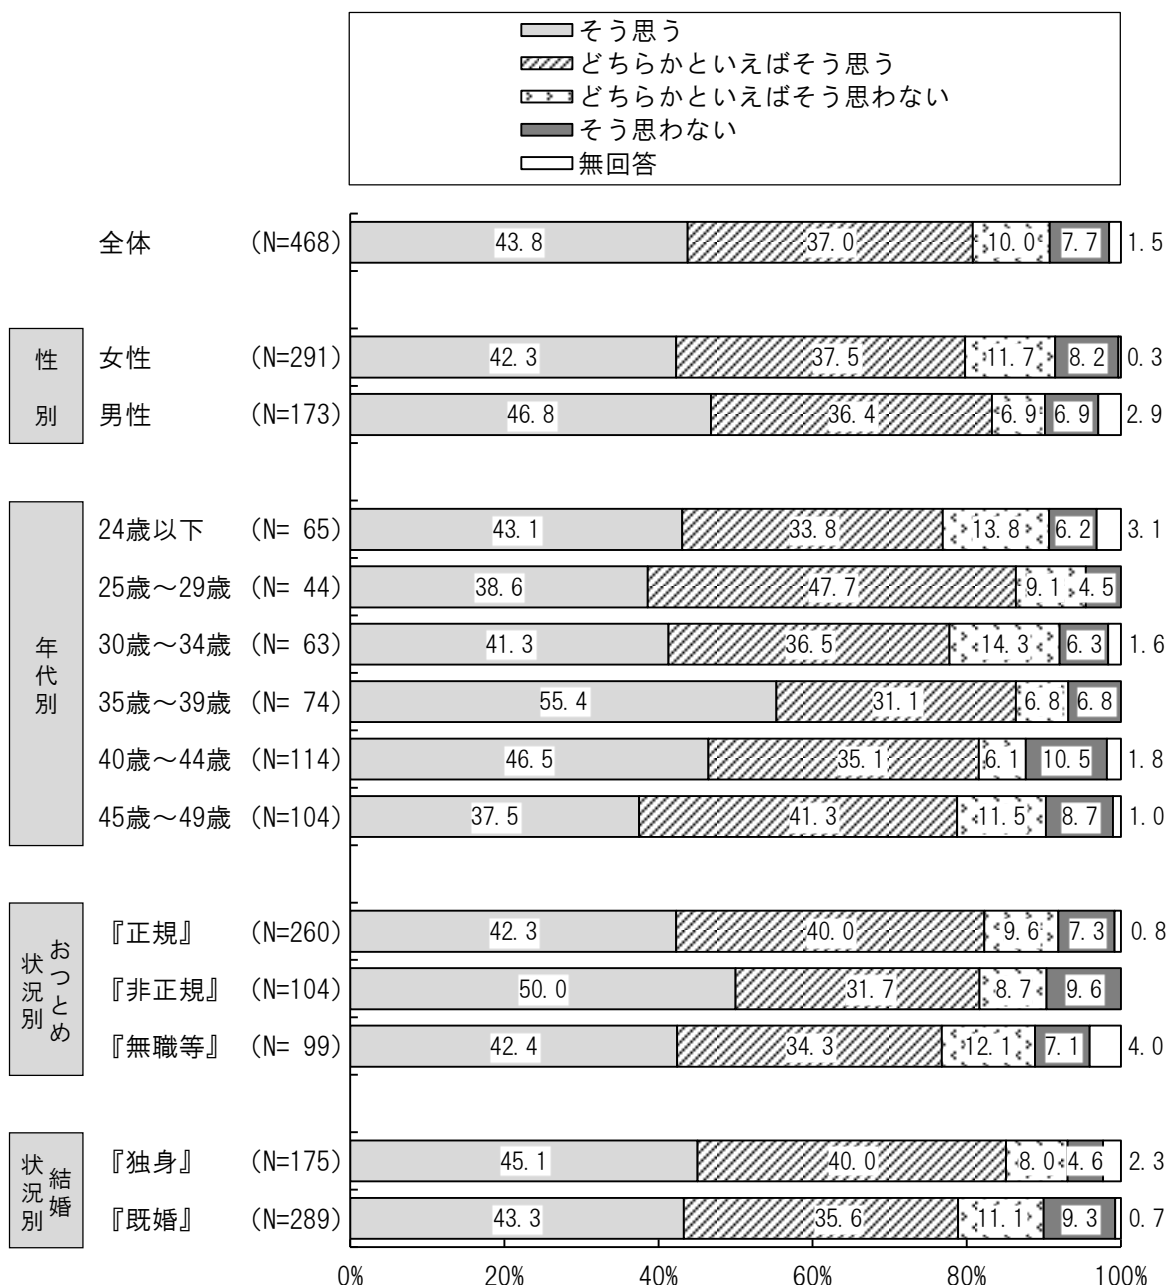 そう思う
どちらかといえばそう思う
どちらかといえばそう思わない
そう思わない
無回答
全体 (N=468) 43.8 37.0 10.0 7.7 1.5
性別
女性 (N=291) 42.3 37.5 11.7 8.2 0.3
男性 (N=173) 46.8 36.4 6.9 6.9 2.9
年代別
24歳以下 (N= 65) 43.1 33.8 13.8 6.2 3.1
25歳～29歳 (N= 44) 38.6 47.7 9.1 4.5
30歳～34歳 (N= 63) 41.3 36.5 14.3 6.3 1.6
35歳～39歳 (N= 74) 55.4 31.1 6.8 6.8
40歳～44歳 (N=114) 46.5 35.1 6.1 10.5 1.8
45歳～49歳 (N=104) 37.5 41.3 11.5 8.7 1.0
おつとめ
状況別
『正規』 (N=260) 42.3 40.0 9.6 7.3 0.8
『非正規』 (N=104) 50.0 31.7 8.7 9.6
『無職等』 (N= 99) 42.4 34.3 12.1 7.1 4.0
結婚
状況別
『独身』 (N=175) 45.1 40.0 8.0 4.6 2.3
『既婚』 (N=289) 43.3 35.6 11.1 9.3 0.7
0% 20% 40% 60% 80% 100%